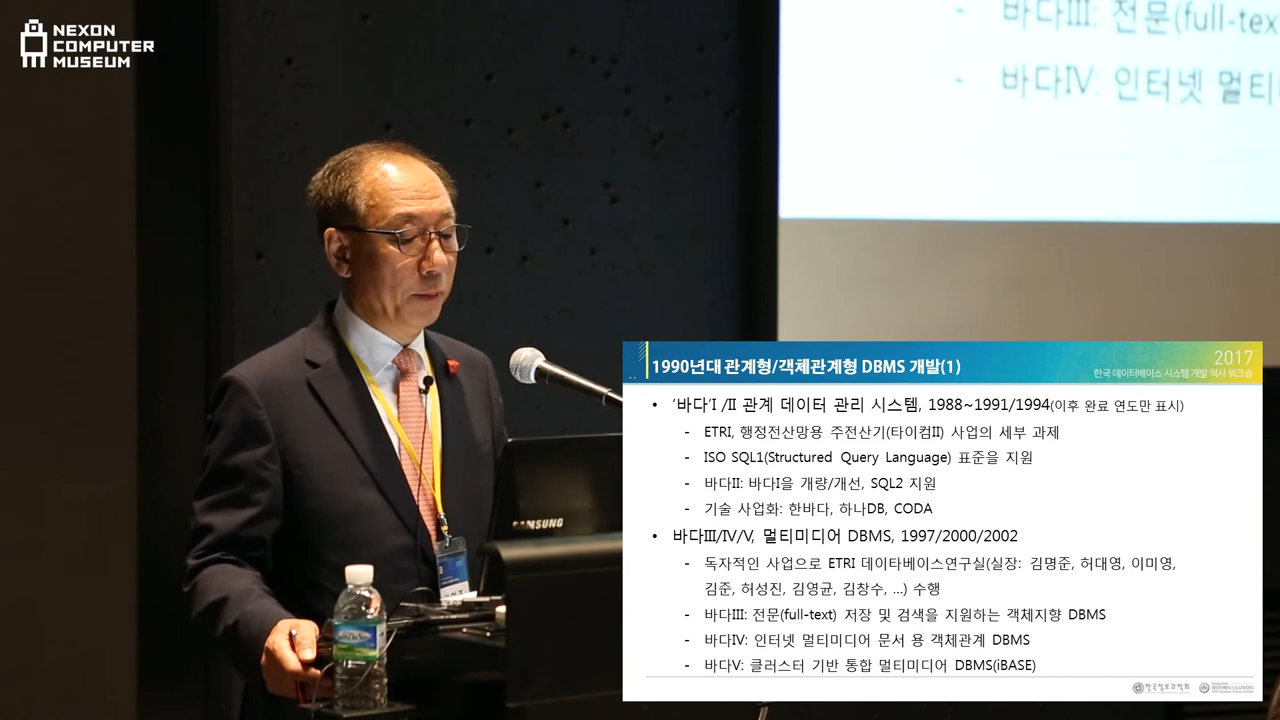 NEXON
COMPUTER
MUSEUM
- 바다Ⅲ: 전문(full-tex
- 바다Ⅳ: 인터넷 멀티
SAMSUNG
1990년대 관계형/객체관계형 DBMS 개발(1)
2017
한국 데이터베이스 시스템 개발 역사 워크숍
• '바다'Ⅰ/Ⅱ 관계 데이터 관리 시스템, 1988~1991/1994(이후 완료 연도만 표시)
- ETRI, 행정전산망용 주전산기(타이컴Ⅱ) 사업의 세부 과제
- ISO SQL1(Structured Query Language) 표준을 지원
- 바다Ⅱ: 바다Ⅰ을 개량/개선, SQL2 지원
- 기술 사업화: 한바다, 하나DB, CODA
• 바다Ⅲ/Ⅳ/Ⅴ, 멀티미디어 DBMS, 1997/2000/2002
- 독자적인 사업으로 ETRI 데이타베이스연구실(실장: 김명준, 허대영, 이미영,
김준, 허성진, 김영균, 김창수, ...) 수행
- 바다Ⅲ: 전문(full-text) 저장 및 검색을 지원하는 객체지향 DBMS
- 바다Ⅳ: 인터넷 멀티미디어 문서 용 객체관계 DBMS
- 바다Ⅴ: 클러스터 기반 통합 멀티미디어 DBMS(iBASE)
한국정보과학회